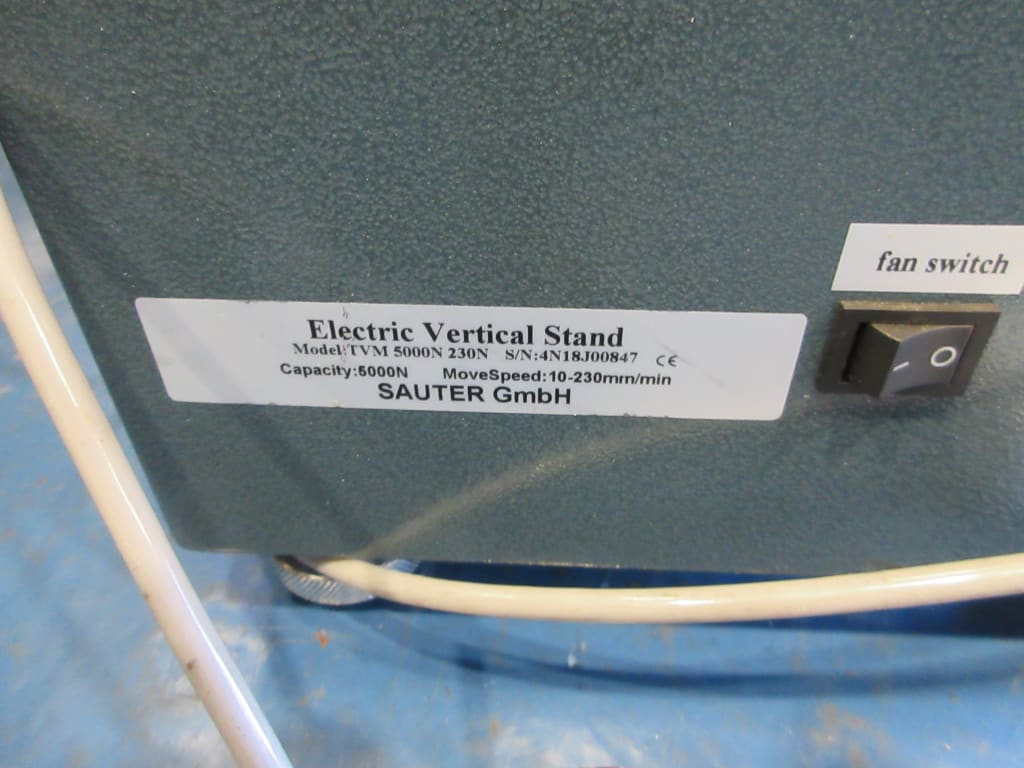 fan switch
Electric Vertical Stand
Model:TVM 5000N 230N S/N:4N18J00847 CE
Capacity:5000N MoveSpeed:10-230mm/min
SAUTER GmbH
– O